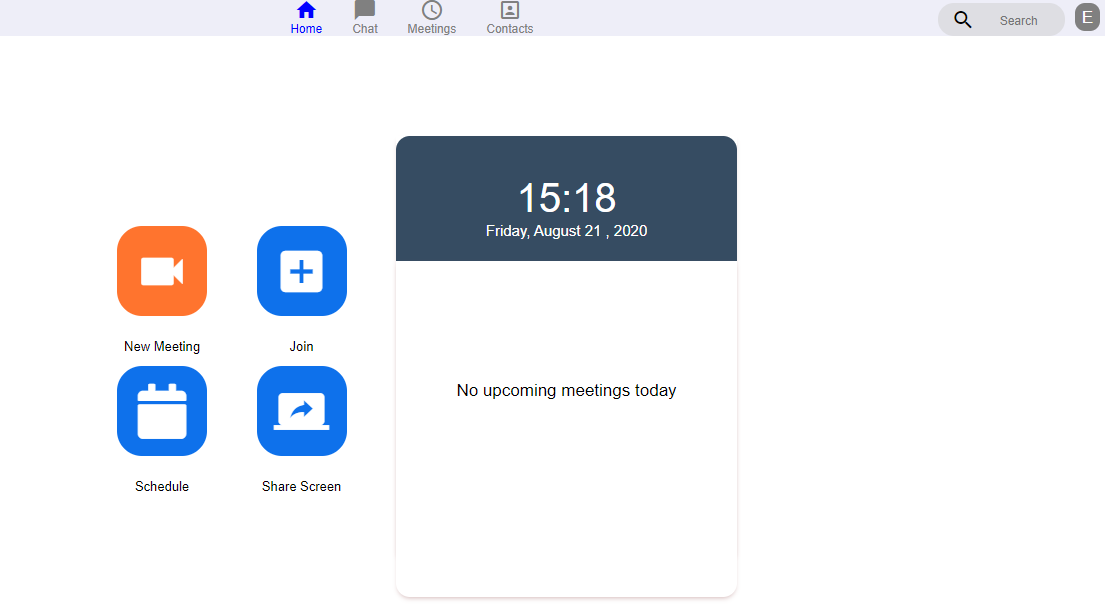 Home Chat Meetings Contacts Search E
15:18
Friday, August 21 , 2020
New Meeting Join
No upcoming meetings today
Schedule Share Screen